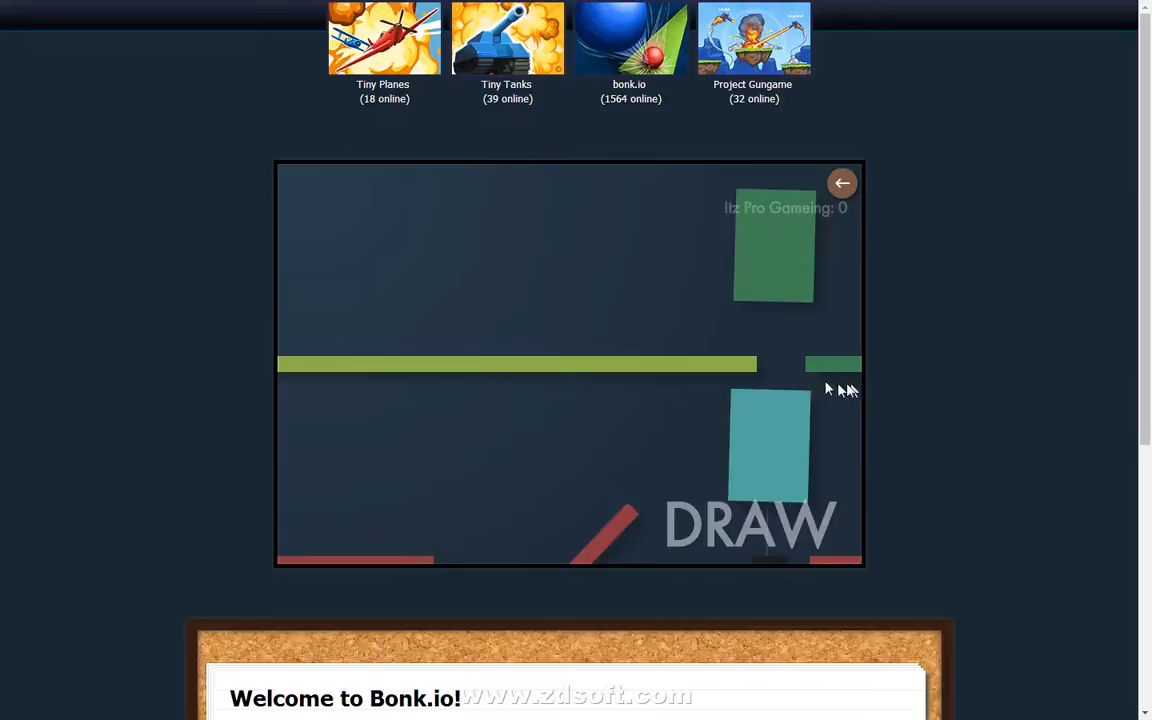 Tiny Planes
(18 online)
Tiny Tanks
(39 online)
bonk.io
(1564 online)
Project Gungame
(32 online)
Iiz Pro Gameing: 0
DRAW
Welcome to Bonk.io!
www.zdsoft.com